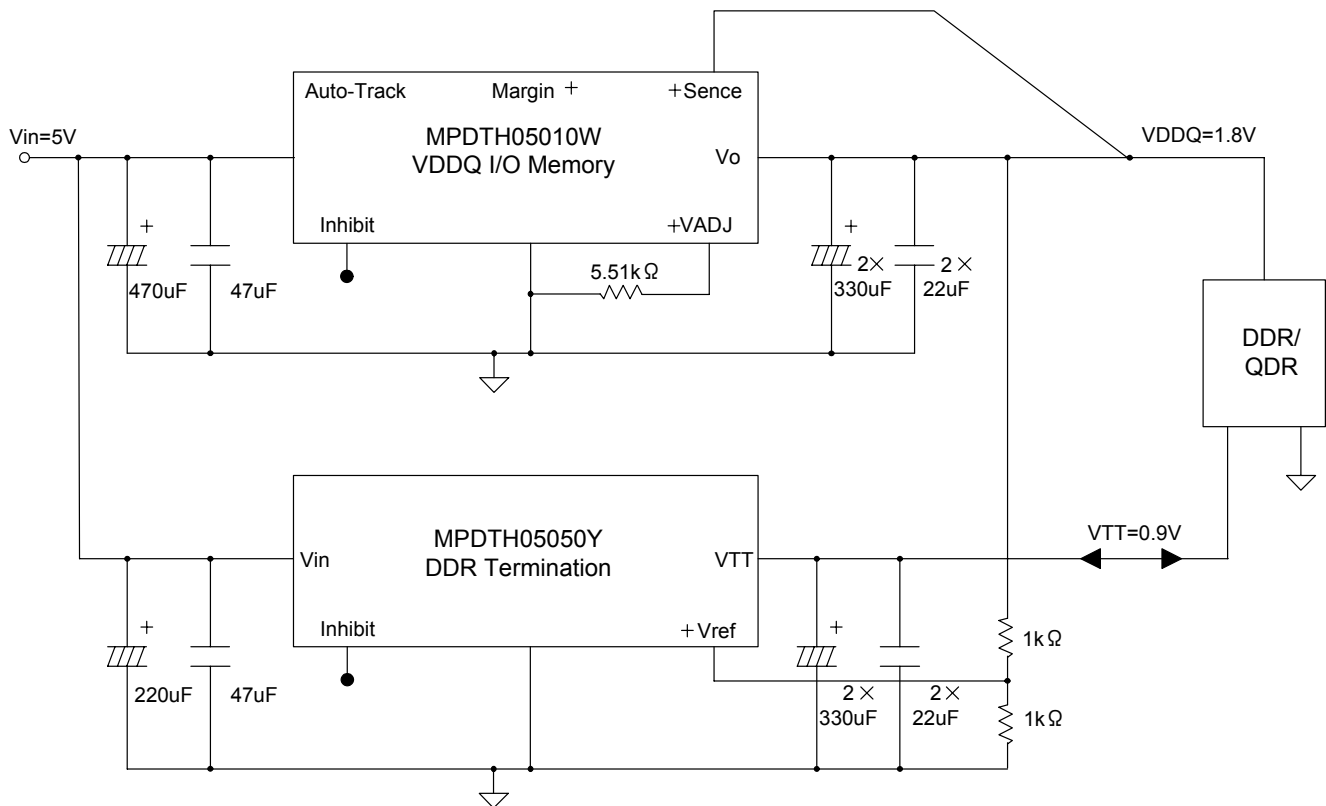 Auto-Track
Margin +
+Sence
Vin=5V
MPDTH05010W
VDDQ I/O Memory
Vo
VDDQ=1.8V
Inhibit
+VADJ
+
470uF
47uF
5.51kΩ
+
2×
330uF
2×
22uF
DDR/
QDR
Vin
MPDTH05050Y
DDR Termination
VTT
VTT=0.9V
Inhibit
+Vref
+
220uF
47uF
+
2×
330uF
2×
22uF
1kΩ
1kΩ